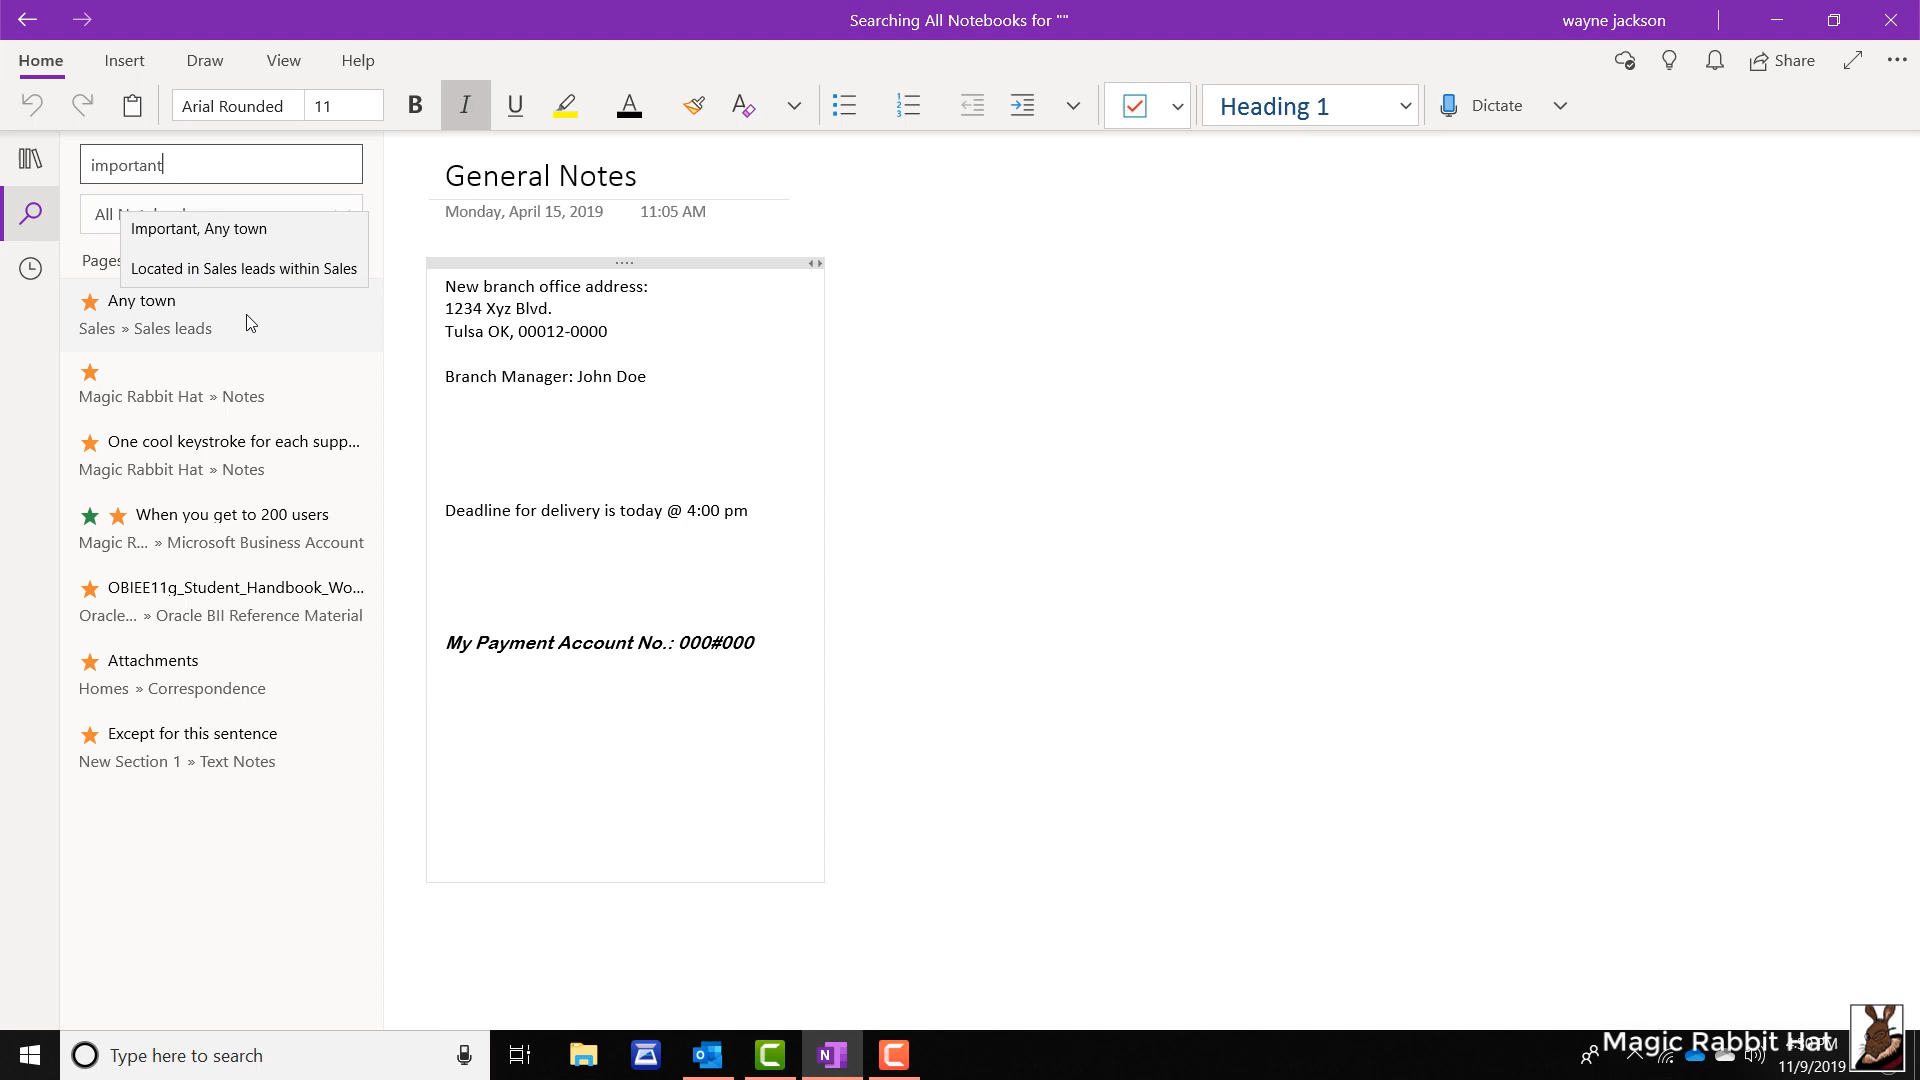 Searching All Notebooks for ""
wayne jackson
Home
Insert
Draw
View
Help
Share
Arial Rounded
11
B
I
U
A
Heading 1
Dictate
important
Important, Any town
Located in Sales leads within Sales
Pages
Any town
Sales » Sales leads
Magic Rabbit Hat » Notes
One cool keystroke for each supp...
Magic Rabbit Hat » Notes
When you get to 200 users
Magic R... » Microsoft Business Account
OBIEE11g_Student_Handbook_Wo...
Oracle... » Oracle BII Reference Material
Attachments
Homes » Correspondence
Except for this sentence
New Section 1 » Text Notes
General Notes
Monday, April 15, 2019
11:05 AM
New branch office address:
1234 Xyz Blvd.
Tulsa OK, 00012-0000
Branch Manager: John Doe
Deadline for delivery is today @ 4:00 pm
My Payment Account No.: 000#000
Type here to search
Magic Rabbit Hat
11/9/2019